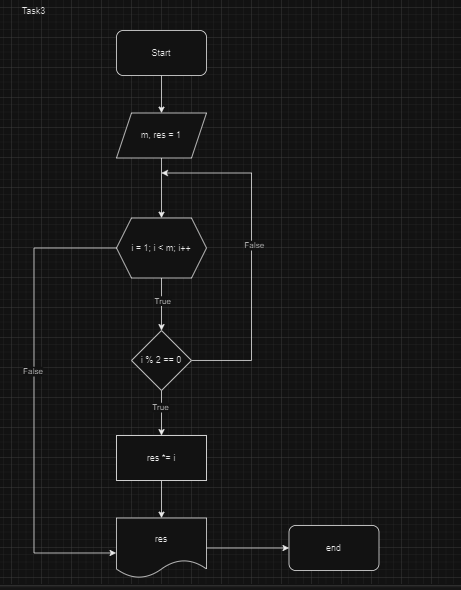 Task3
Start
m, res = 1
i = 1; i < m; i++
False
True
i % 2 == 0
False
True
res *= i
res
end